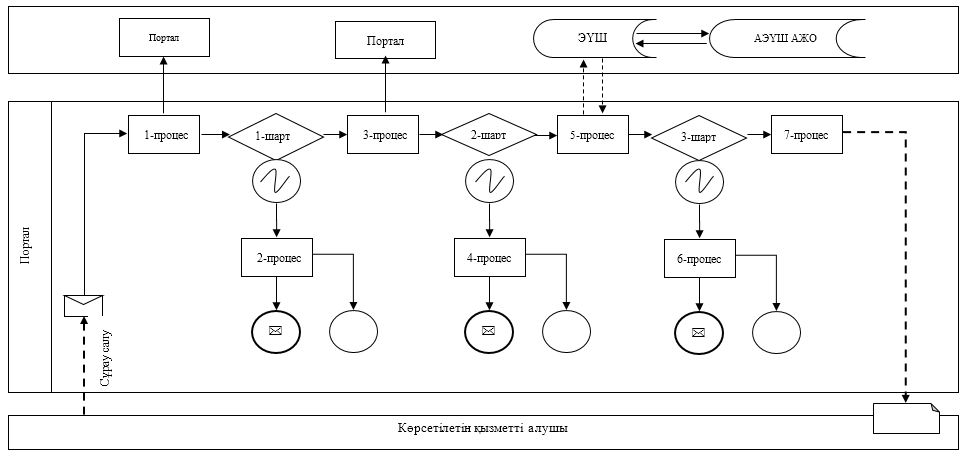 Портал
Портал
ЭҮШ
АЭҮШ АЖО
Портал
1-процес
1-шарт
3-процес
2-шарт
5-процес
3-шарт
7-процес
2-процес
4-процес
6-процес
Сұрау салу
Көрсетілетін қызметті алушы